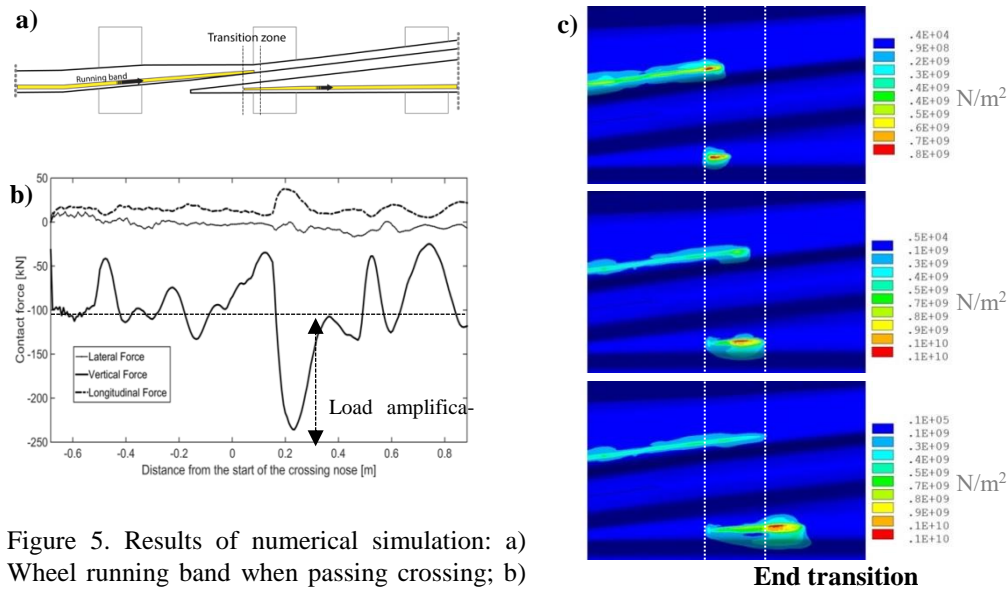 a)
Transition zone
Running band
b)
50
0
-50
-100
-150
-200
-250
Contact force [kN]
Lateral Force
Vertical Force
Longitudinal Force
Load amplifica-
-0.6
-0.4
-0.2
0
0.2
0.4
0.6
0.8
Distance from the start of the crossing nose [m]
Figure 5. Results of numerical simulation: a)
Wheel running band when passing crossing; b)
c)
.4E+04
.9E+08
.2E+09
.3E+09
.4E+09
.4E+09
.5E+09
.6E+09
.7E+09
.8E+09
N/m²
.5E+04
.1E+09
.3E+09
.4E+09
.5E+09
.7E+09
.8E+09
.9E+09
.1E+10
.1E+10
N/m²
.1E+05
.1E+09
.3E+09
.4E+09
.5E+09
.7E+09
.8E+09
.9E+09
.1E+10
.1E+10
N/m²
End transition